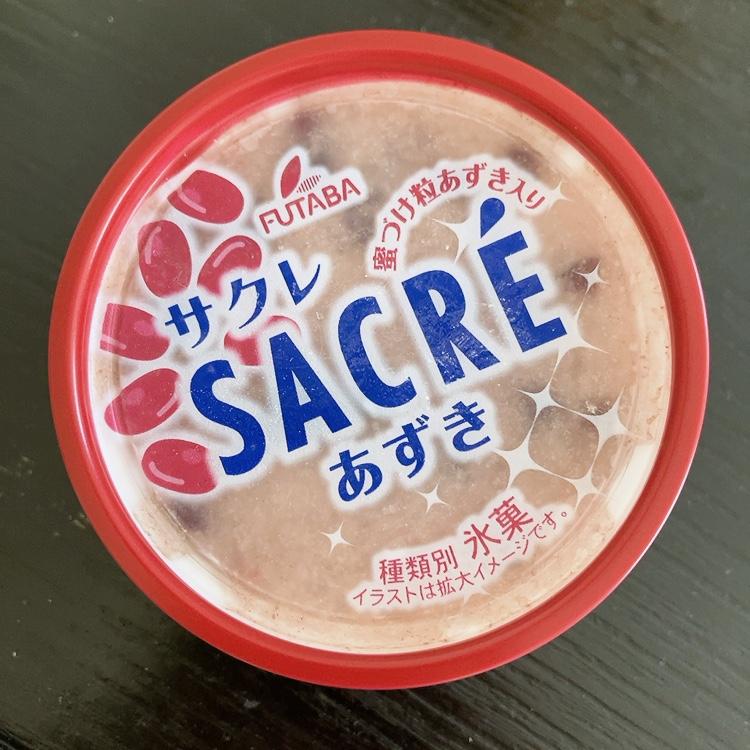 FUTABA
蜜づけ粒あずき入り
サクレ
SACRÉ
あずき
種類別 氷菓
イラストは拡大イメージです。